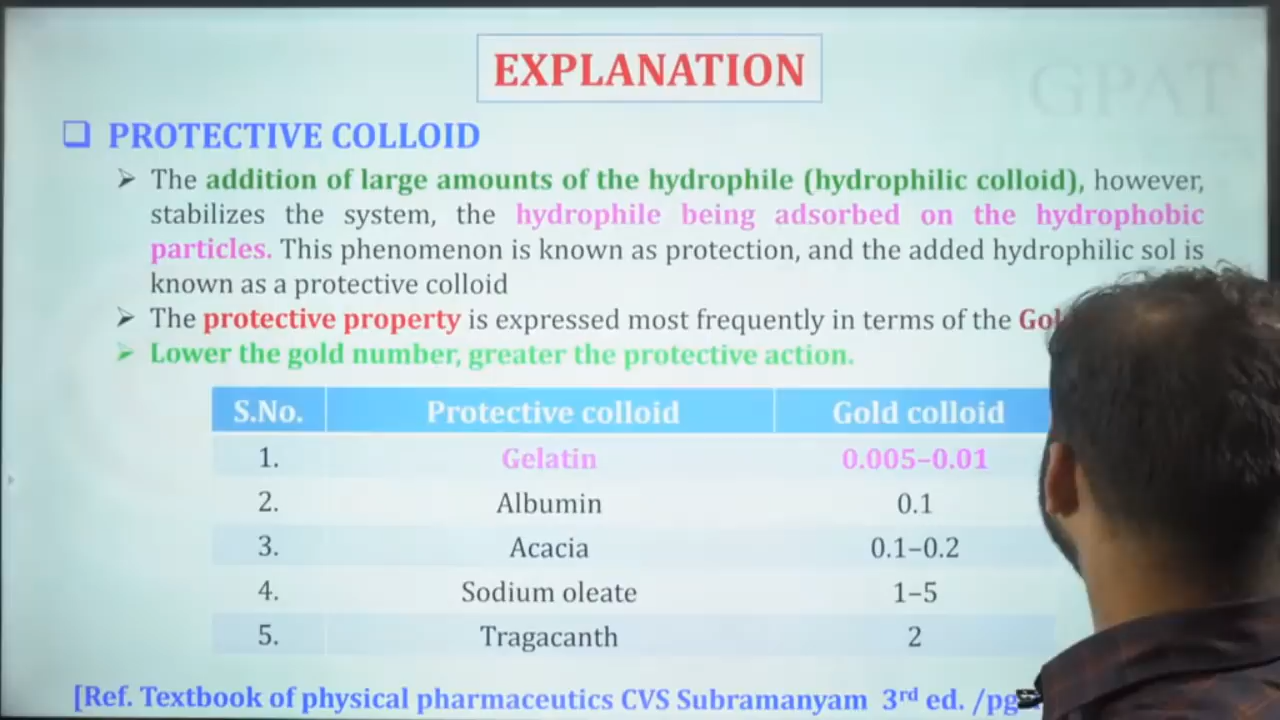 GPAT
EXPLANATION
❑ PROTECTIVE COLLOID
➢ The addition of large amounts of the hydrophile (hydrophilic colloid), however,
stabilizes the system, the hydrophile being adsorbed on the hydrophobic
particles. This phenomenon is known as protection, and the added hydrophilic sol is
known as a protective colloid
➢ The protective property is expressed most frequently in terms of the
➢ Lower the gold number, greater the protective action.
S.No. Protective colloid Gold colloid
1. Gelatin 0.005–0.01
2. Albumin 0.1
3. Acacia 0.1–0.2
4. Sodium oleate 1–5
5. Tragacanth 2
[Ref. Textbook of physical pharmaceutics CVS Subramanyam 3rd ed. /pg